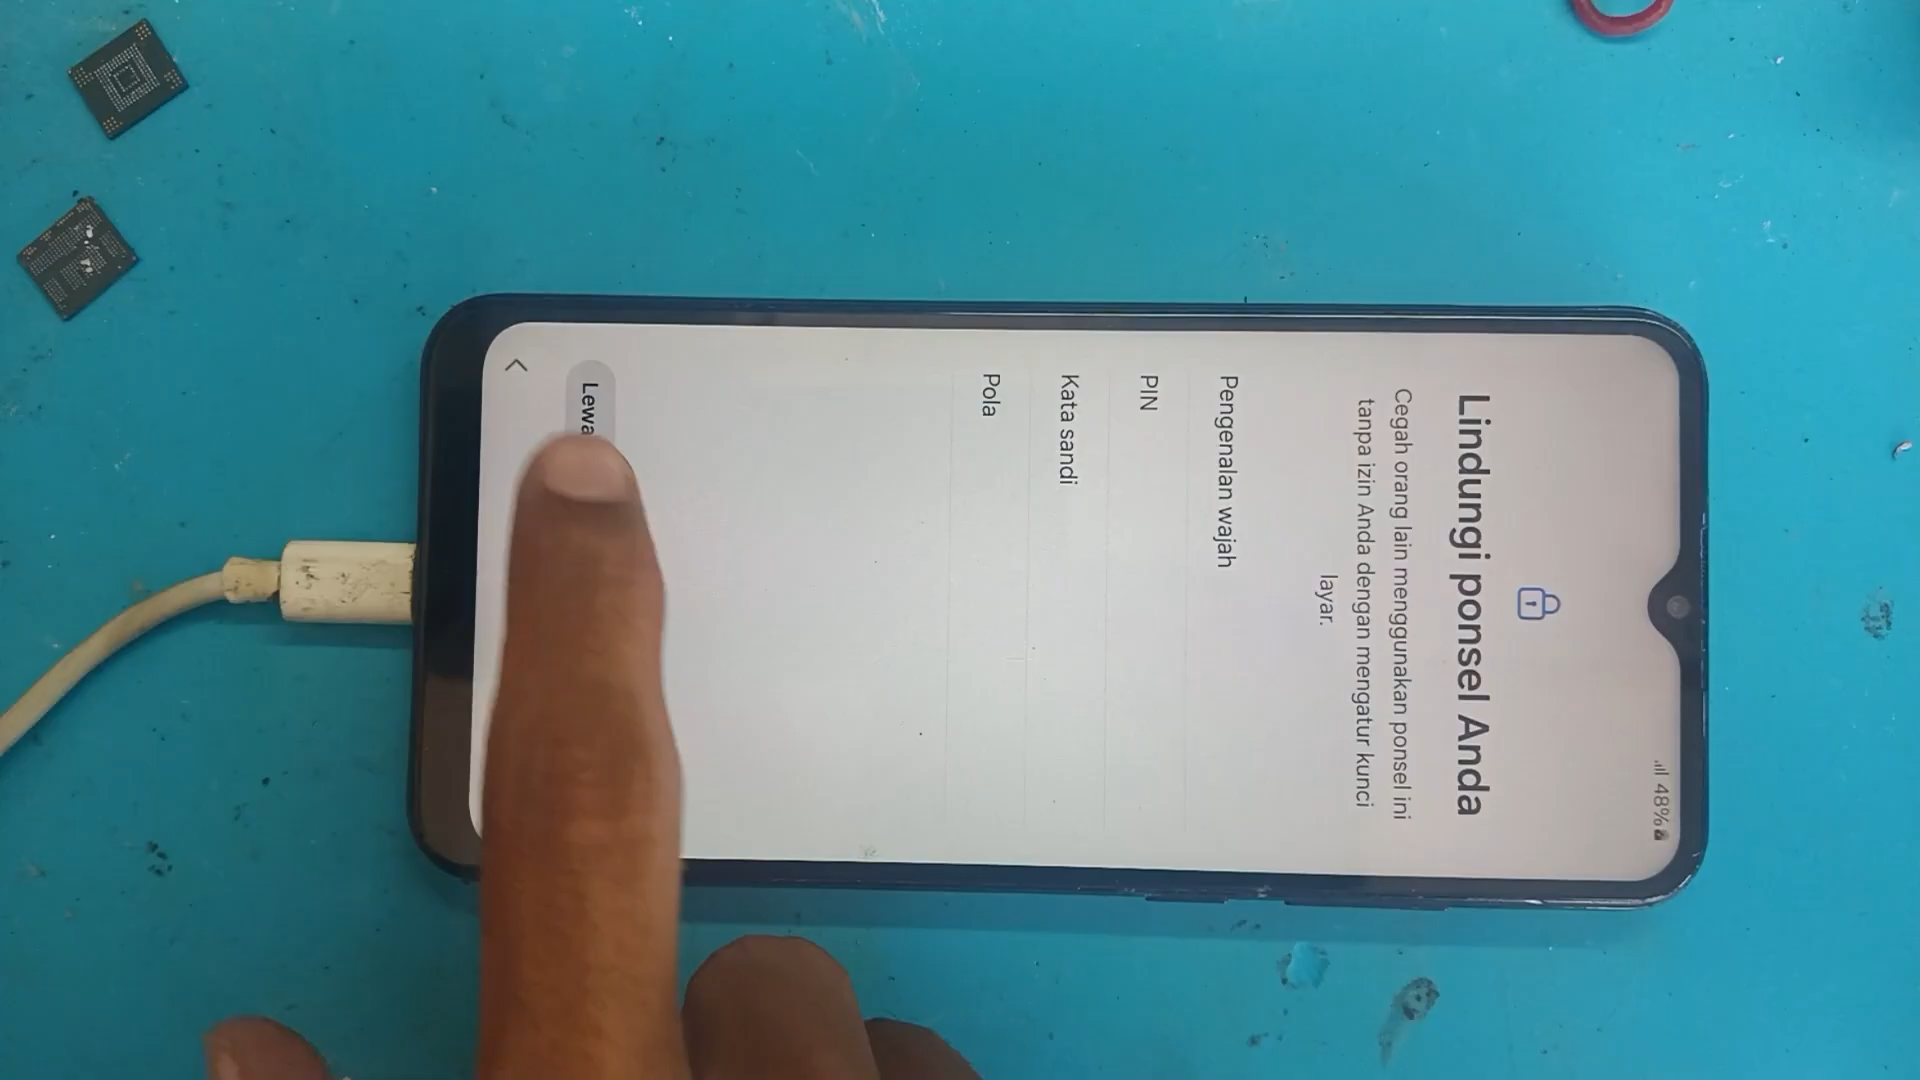 48%
Lindungi ponsel Anda
Cegah orang lain menggunakan ponsel ini
tanpa izin Anda dengan mengatur kunci
layar.
Pengenalan wajah
PIN
Kata sandi
Pola
Lewa